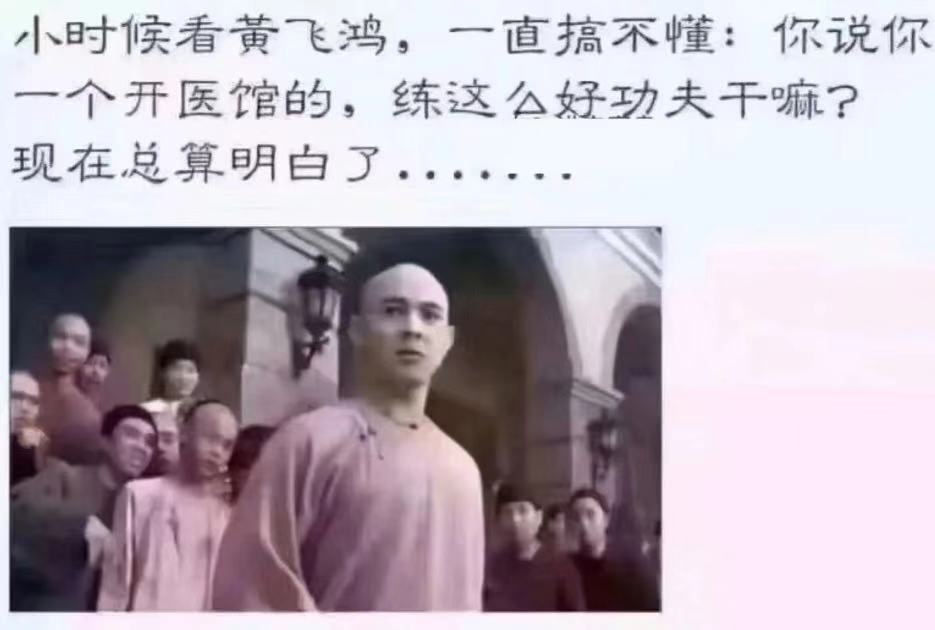 小时候看黄飞鸿，一直搞不懂：你说你
一个开医馆的，练这么好功夫干嘛？
现在总算明白了.......